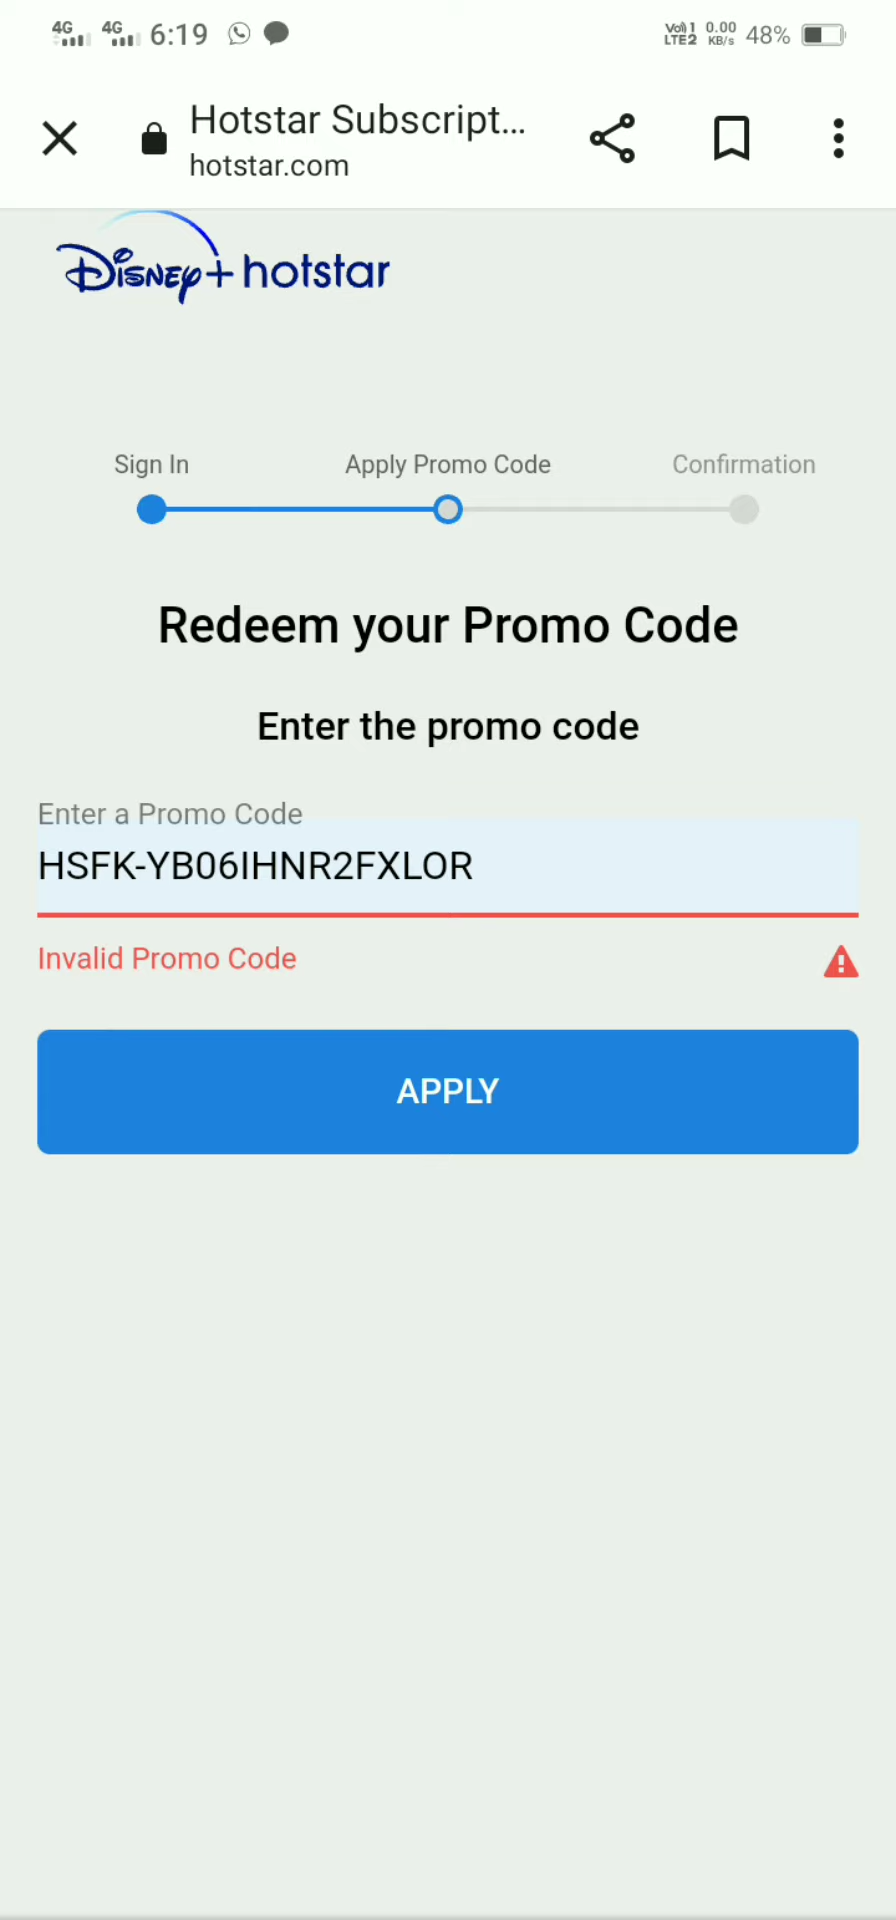 4G 4G 6:19 Vo) 1 LTE2 0.00 KB/s 48%
Hotstar Subscript...
hotstar.com
Disney+ hotstar
Sign In Apply Promo Code Confirmation
Redeem your Promo Code
Enter the promo code
Enter a Promo Code
HSFK-YB06IHNR2FXLOR
Invalid Promo Code
APPLY